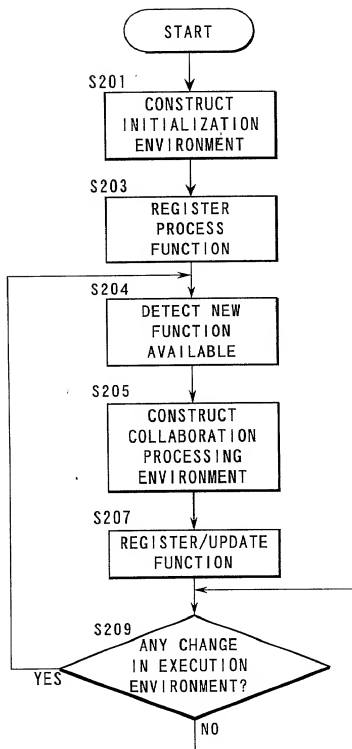 START
S201
CONSTRUCT
INITIALIZATION
ENVIRONMENT
S203
REGISTER
PROCESS
FUNCTION
S204
DETECT NEW
FUNCTION
AVAILABLE
S205
CONSTRUCT
COLLABORATION
PROCESSING
ENVIRONMENT
S207
REGISTER/UPDATE
FUNCTION
S209
ANY CHANGE
IN EXECUTION
ENVIRONMENT?
YES
NO